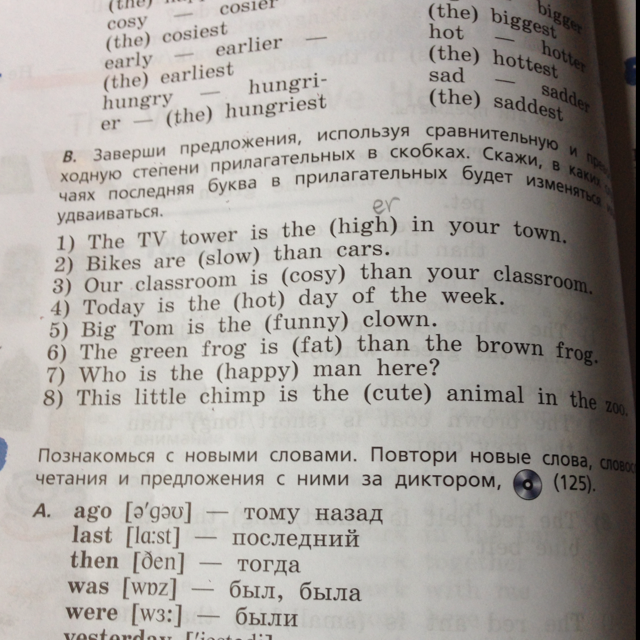 cosy — cosier
(the) cosiest
early — earlier —
(the) earliest
hungry — hungri-
er — (the) hungriest
bigger
(the) biggest
hot — hotter
(the) hottest
sad — sadder
(the) saddest
B. Заверши предложения, используя сравнительную и
ходную степени прилагательных в скобках. Скажи, в каких
чаях последняя буква в прилагательных будет изменяться
удваиваться.
er
1) The TV tower is the (high) in your town.
2) Bikes are (slow) than cars.
3) Our classroom is (cosy) than your classroom.
4) Today is the (hot) day of the week.
5) Big Tom is the (funny) clown.
6) The green frog is (fat) than the brown frog.
7) Who is the (happy) man here?
8) This little chimp is the (cute) animal in the zoo.
Познакомься с новыми словами. Повтори новые слова,
четания и предложения с ними за диктором, (125).
A. ago [əˈɡəʊ] — тому назад
last [lɑːst] — последний
then [ðen] — тогда
was [wɒz] — был, была
were [wɜː] — были
yesterday